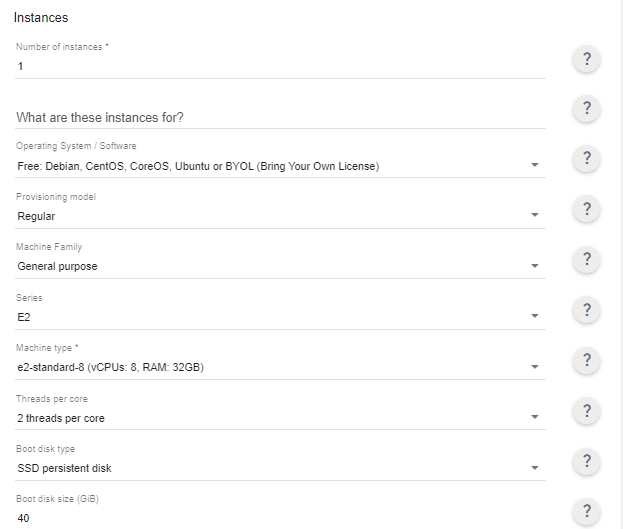 Instances
Number of instances *
1
?
What are these instances for?
?
Operating System / Software
Free: Debian, CentOS, CoreOS, Ubuntu or BYOL (Bring Your Own License)
?
Provisioning model
Regular
?
Machine Family
General purpose
?
Series
E2
?
Machine type *
e2-standard-8 (vCPUs: 8, RAM: 32GB)
?
Threads per core
2 threads per core
?
Boot disk type
SSD persistent disk
?
Boot disk size (GiB)
40
?